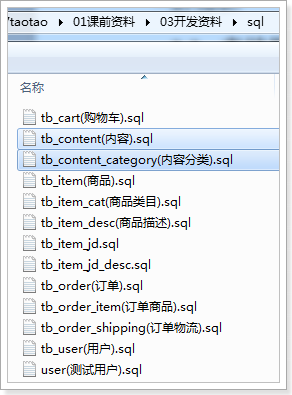 /taotao ▸ 01课前资料 ▸ 03开发资料 ▸ sql
名称
tb_cart(购物车).sql
tb_content(内容).sql
tb_content_category(内容分类).sql
tb_item(商品).sql
tb_item_cat(商品类目).sql
tb_item_desc(商品描述).sql
tb_item_jd.sql
tb_item_jd_desc.sql
tb_order(订单).sql
tb_order_item(订单商品).sql
tb_order_shipping(订单物流).sql
tb_user(用户).sql
user(测试用户).sql